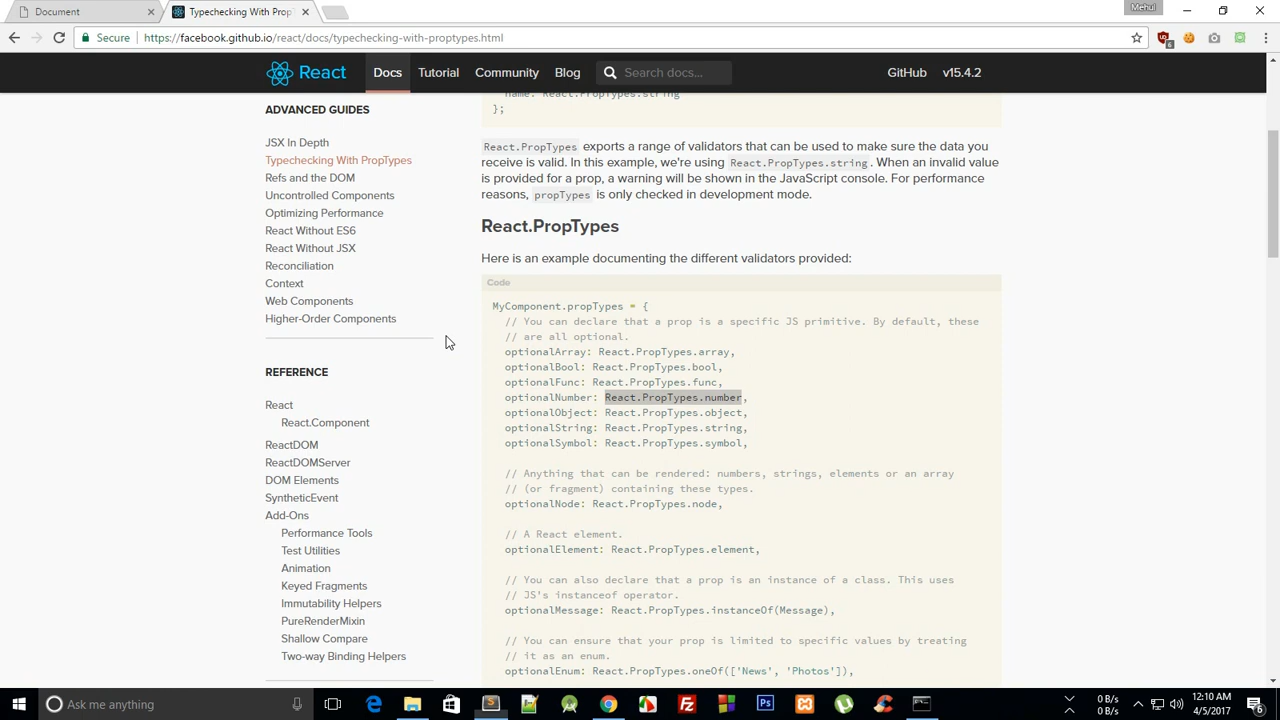 Document
Typechecking With PropT
Mehul
Secure
https://facebook.github.io/react/docs/typechecking-with-proptypes.html
6
React
Docs
Tutorial
Community
Blog
Search docs...
GitHub
v15.4.2
ADVANCED GUIDES
JSX In Depth
Typechecking With PropTypes
Refs and the DOM
Uncontrolled Components
Optimizing Performance
React Without ES6
React Without JSX
Reconciliation
Context
Web Components
Higher-Order Components
REFERENCE
React
React.Component
ReactDOM
ReactDOMServer
DOM Elements
SyntheticEvent
Add-Ons
Performance Tools
Test Utilities
Animation
Keyed Fragments
Immutability Helpers
PureRenderMixin
Shallow Compare
Two-way Binding Helpers
name: React.PropTypes.string
};
React.PropTypes exports a range of validators that can be used to make sure the data you
receive is valid. In this example, we're using React.PropTypes.string. When an invalid value
is provided for a prop, a warning will be shown in the JavaScript console. For performance
reasons, propTypes is only checked in development mode.
React.PropTypes
Here is an example documenting the different validators provided:
Code
MyComponent.propTypes = {
// You can declare that a prop is a specific JS primitive. By default, these
// are all optional.
optionalArray: React.PropTypes.array,
optionalBool: React.PropTypes.bool,
optionalFunc: React.PropTypes.func,
optionalNumber: React.PropTypes.number,
optionalObject: React.PropTypes.object,
optionalString: React.PropTypes.string,
optionalSymbol: React.PropTypes.symbol,
// Anything that can be rendered: numbers, strings, elements or an array
// (or fragment) containing these types.
optionalNode: React.PropTypes.node,
// A React element.
optionalElement: React.PropTypes.element,
// You can also declare that a prop is an instance of a class. This uses
// JS's instanceof operator.
optionalMessage: React.PropTypes.instanceOf(Message),
// You can ensure that your prop is limited to specific values by treating
// it as an enum.
optionalEnum: React.PropTypes.oneOf(['News', 'Photos']),
Ask me anything
0 B/s
0 B/s
12:10 AM
4/5/2017